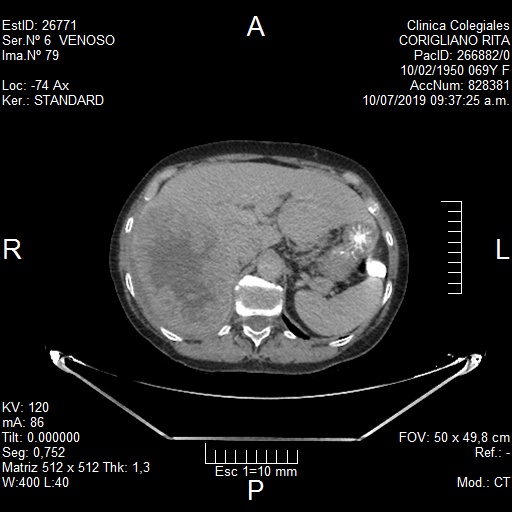 EstID: 26771
Ser.Nº 6 VENOSO
Ima.Nº 79
Loc: -74 Ax
Ker.: STANDARD
A
Clinica Colegiales
CORIGLIANO RITA
PacID: 266882/0
10/02/1950 069Y F
AccNum: 828381
10/07/2019 09:37:25 a.m.
R
L
KV: 120
mA: 86
Tilt: 0.000000
Seg: 0,752
Matriz 512 x 512 Thk: 1,3
W:400 L:40
Esc 1=10 mm
P
FOV: 50 x 49,8 cm
Ref.: -
Mod.: CT